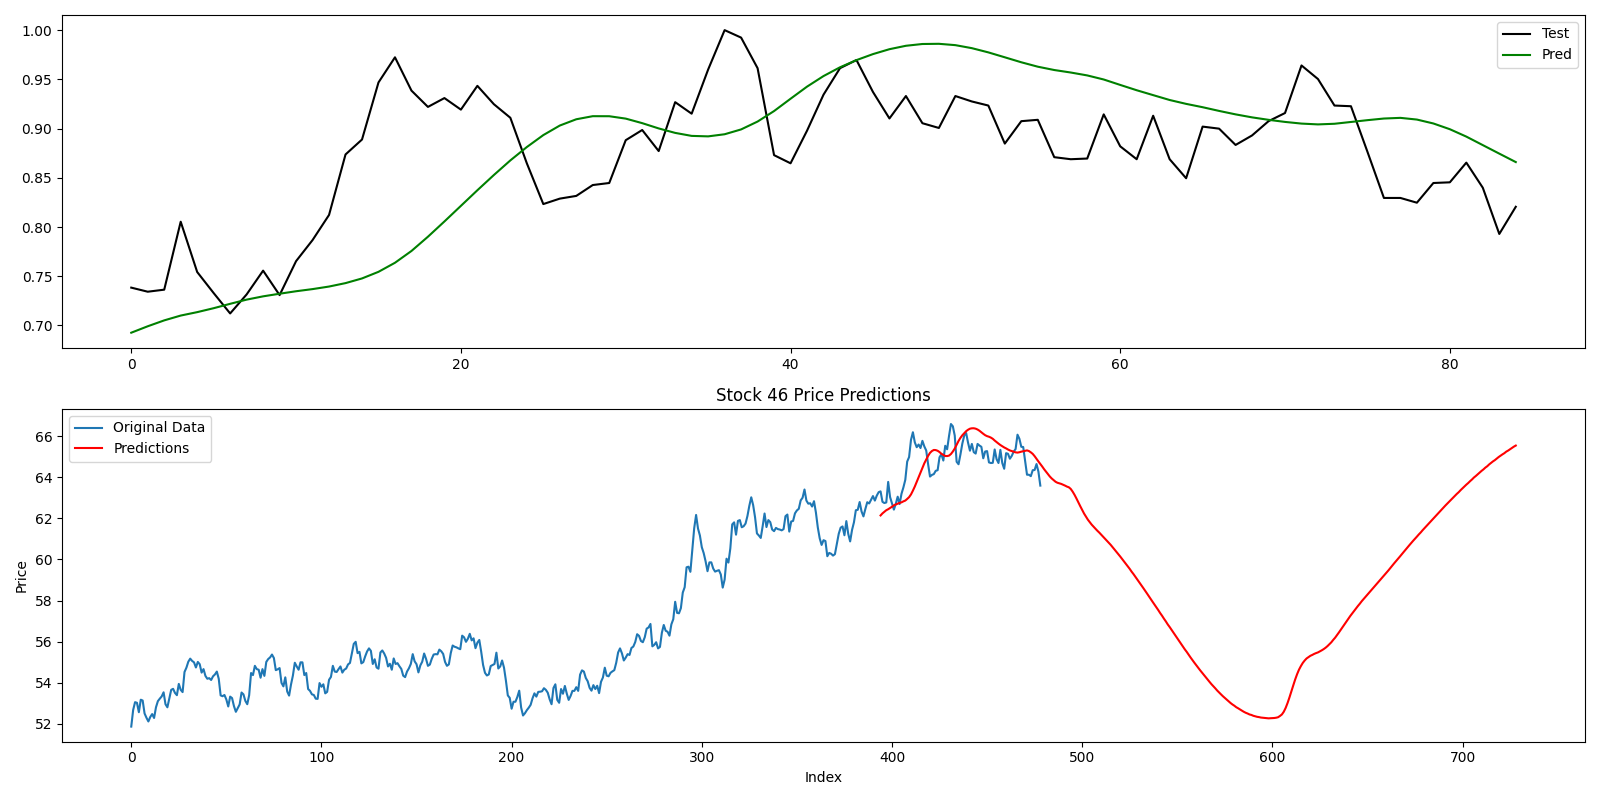 1.00
0.95
0.90
0.85
0.80
0.75
0.70
Test
Pred
0 20 40 60 80
Stock 46 Price Predictions
Original Data
Predictions
Price
66
64
62
60
58
56
54
52
0 100 200 300 400 500 600 700
Index